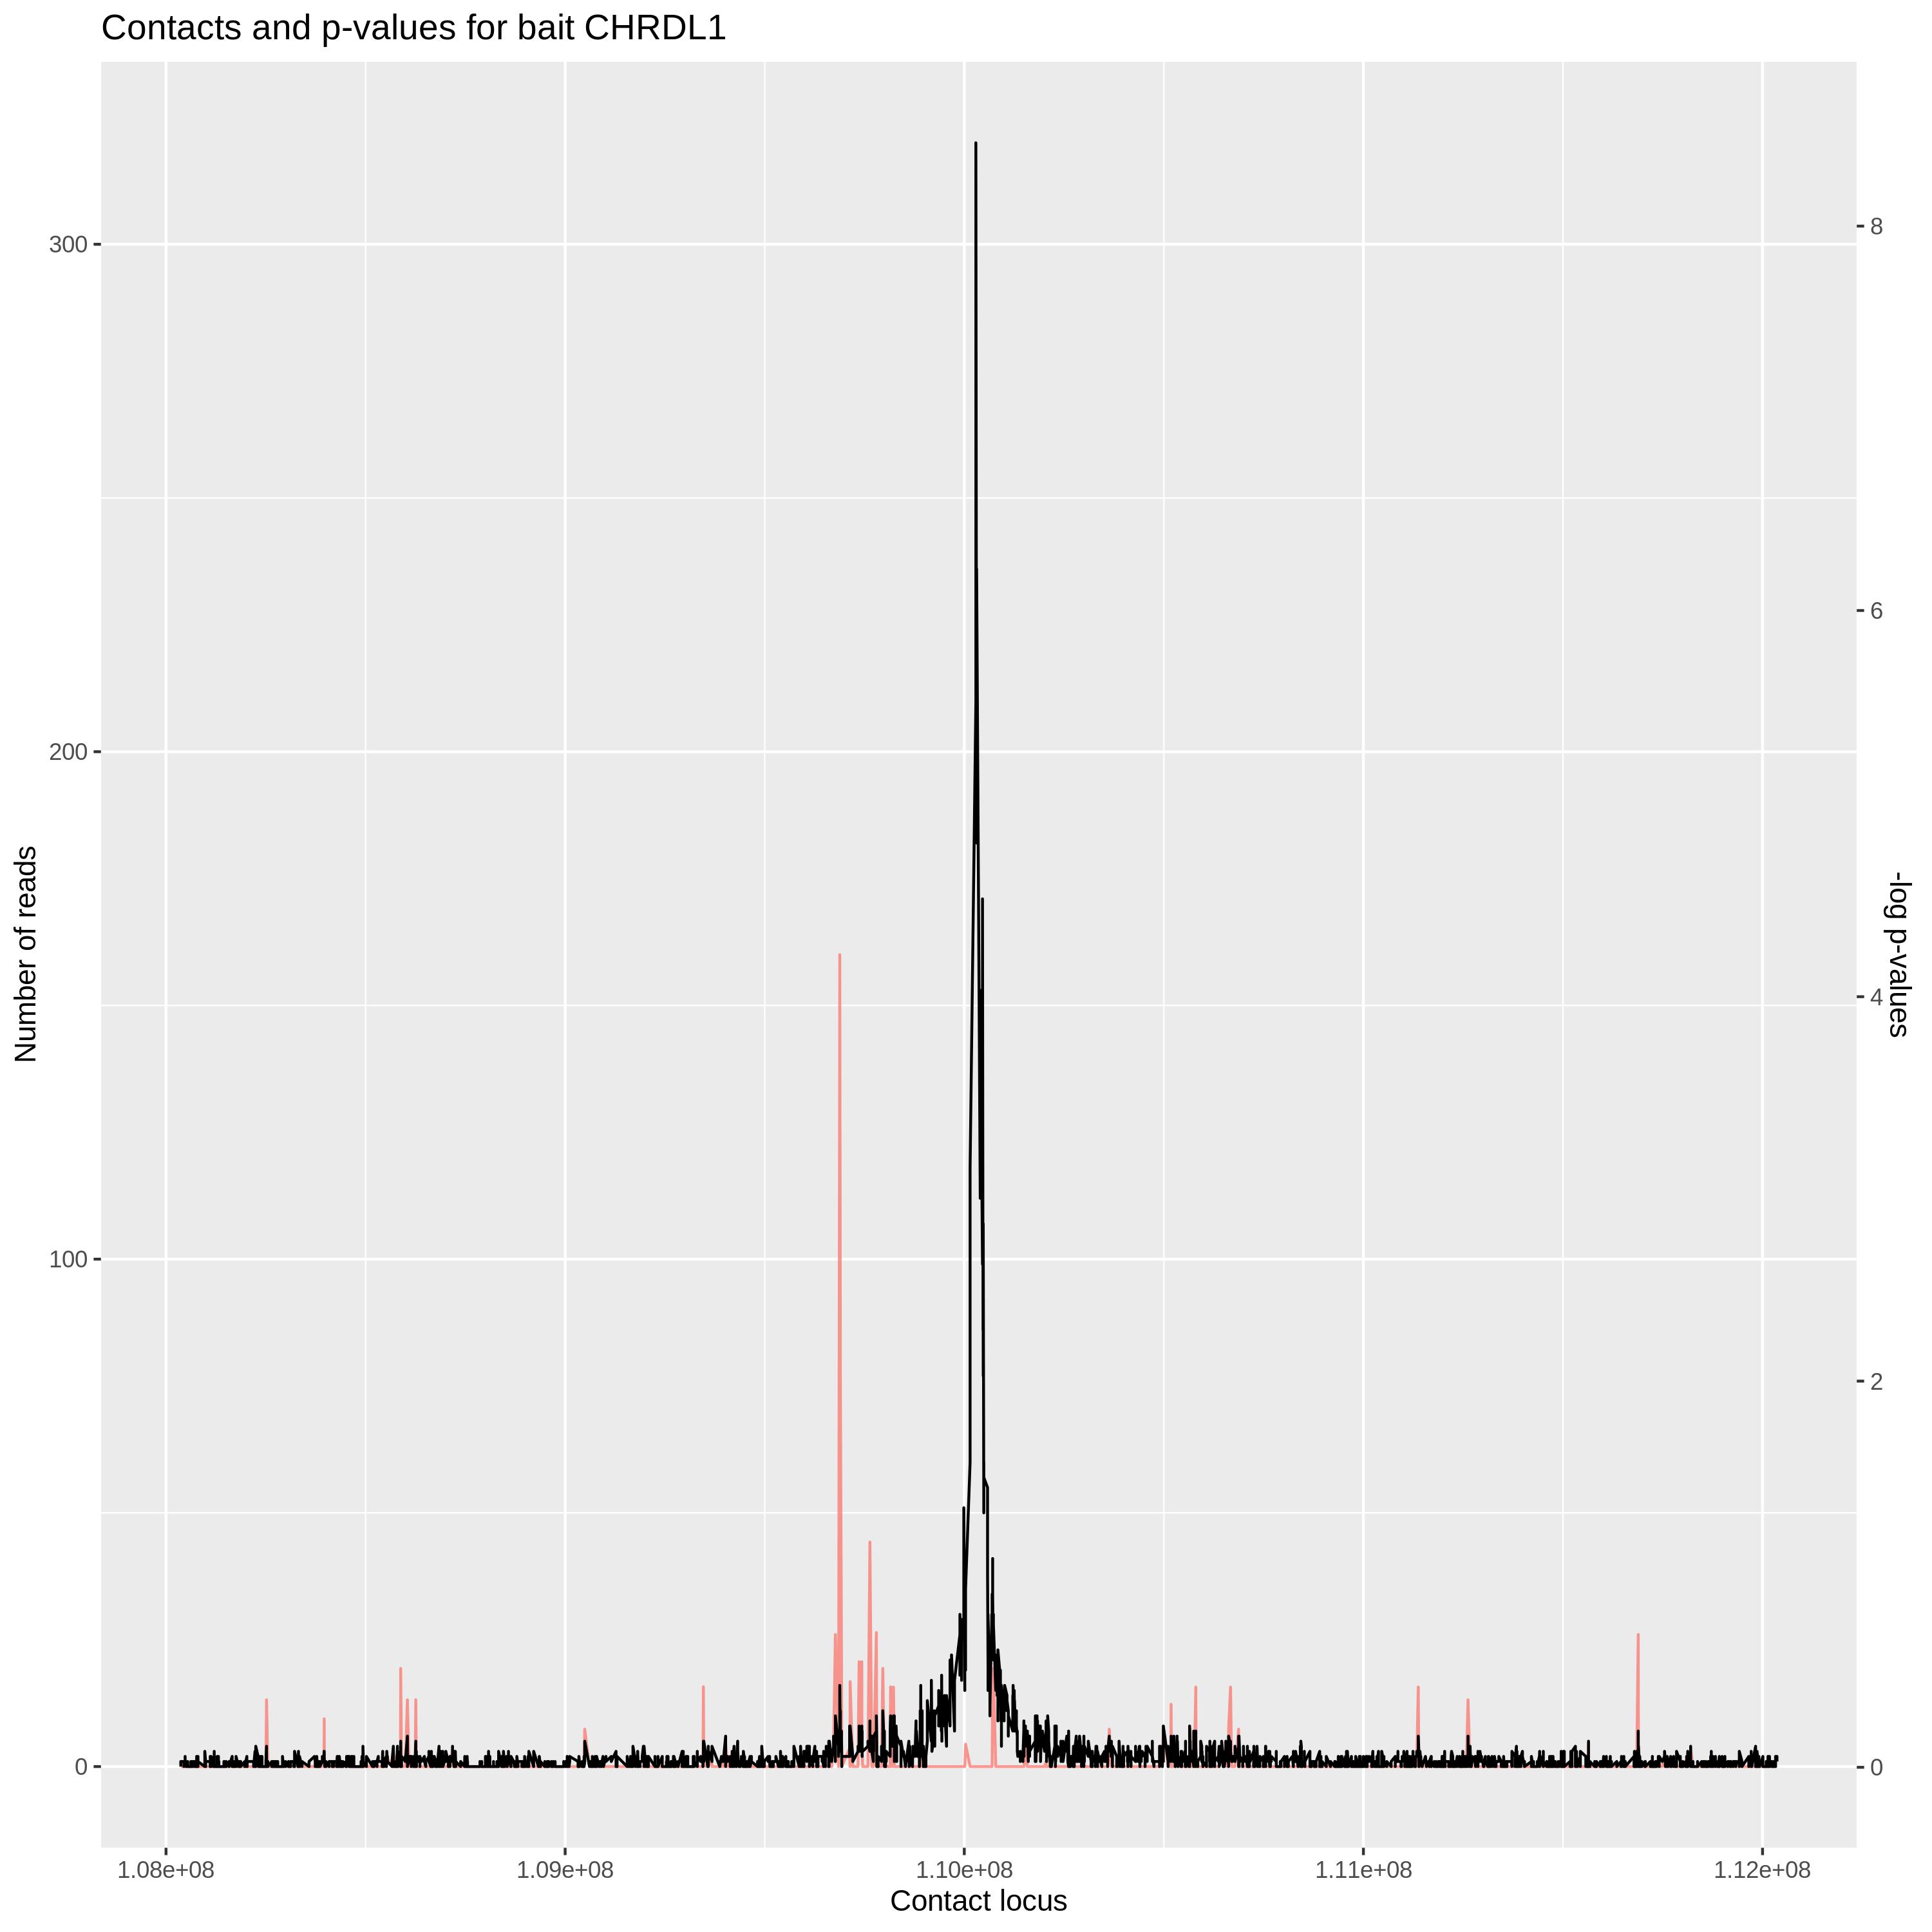 Contacts and p-values for bait CHRDL1
300
200
100
0
Number of reads
8
6
4
2
0
-log p-values
1.08e+08 1.09e+08 1.10e+08 1.11e+08 1.12e+08
Contact locus